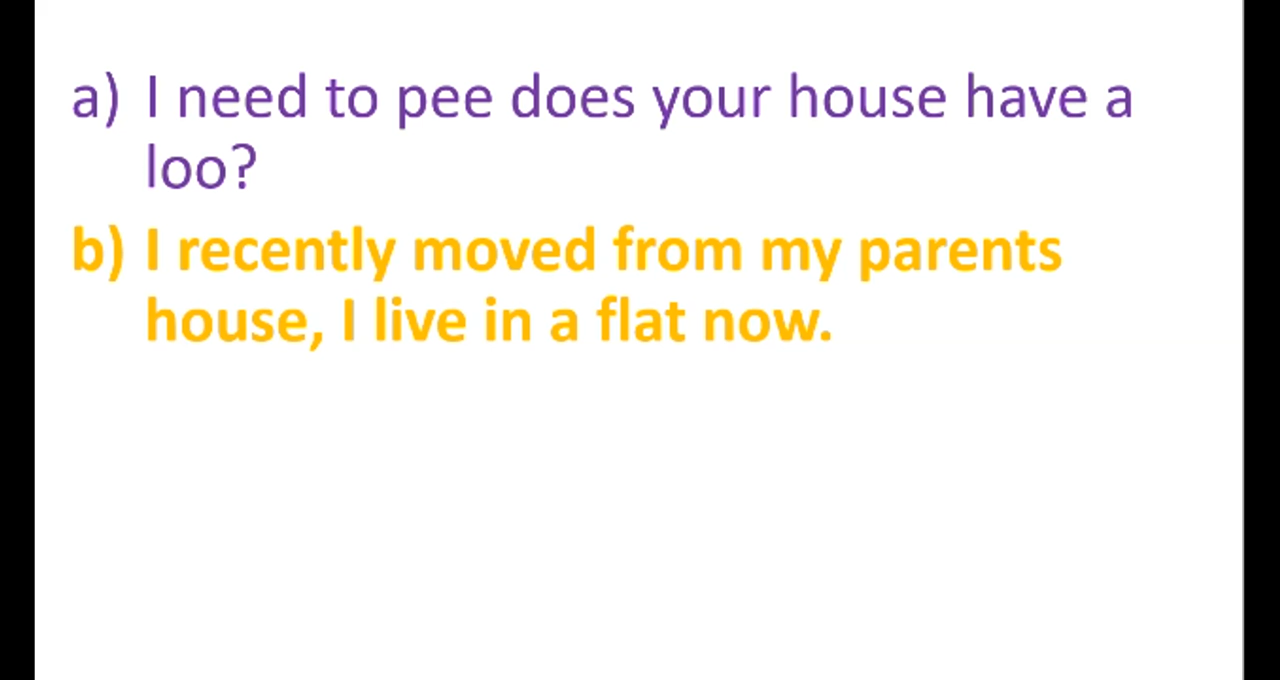 a) I need to pee does your house have a
loo?
b) I recently moved from my parents
house, I live in a flat now.